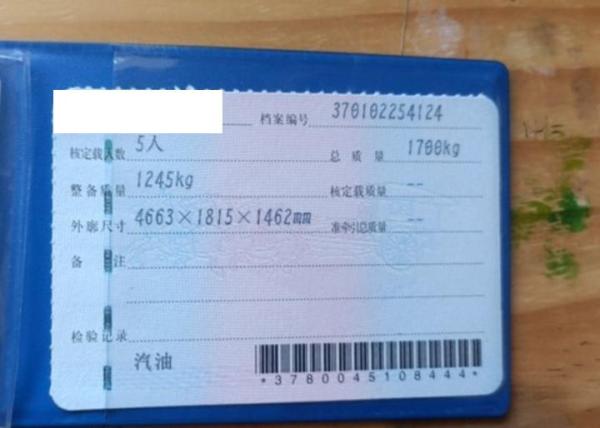 档案编号 370102254124
核定载人数 5人 总质量 1700kg
整备质量 1245kg 核定载质量 --
外廓尺寸 4663×1815×1462mm 准牵引总质量 --
备注
检验记录
汽油
*3780045108444*